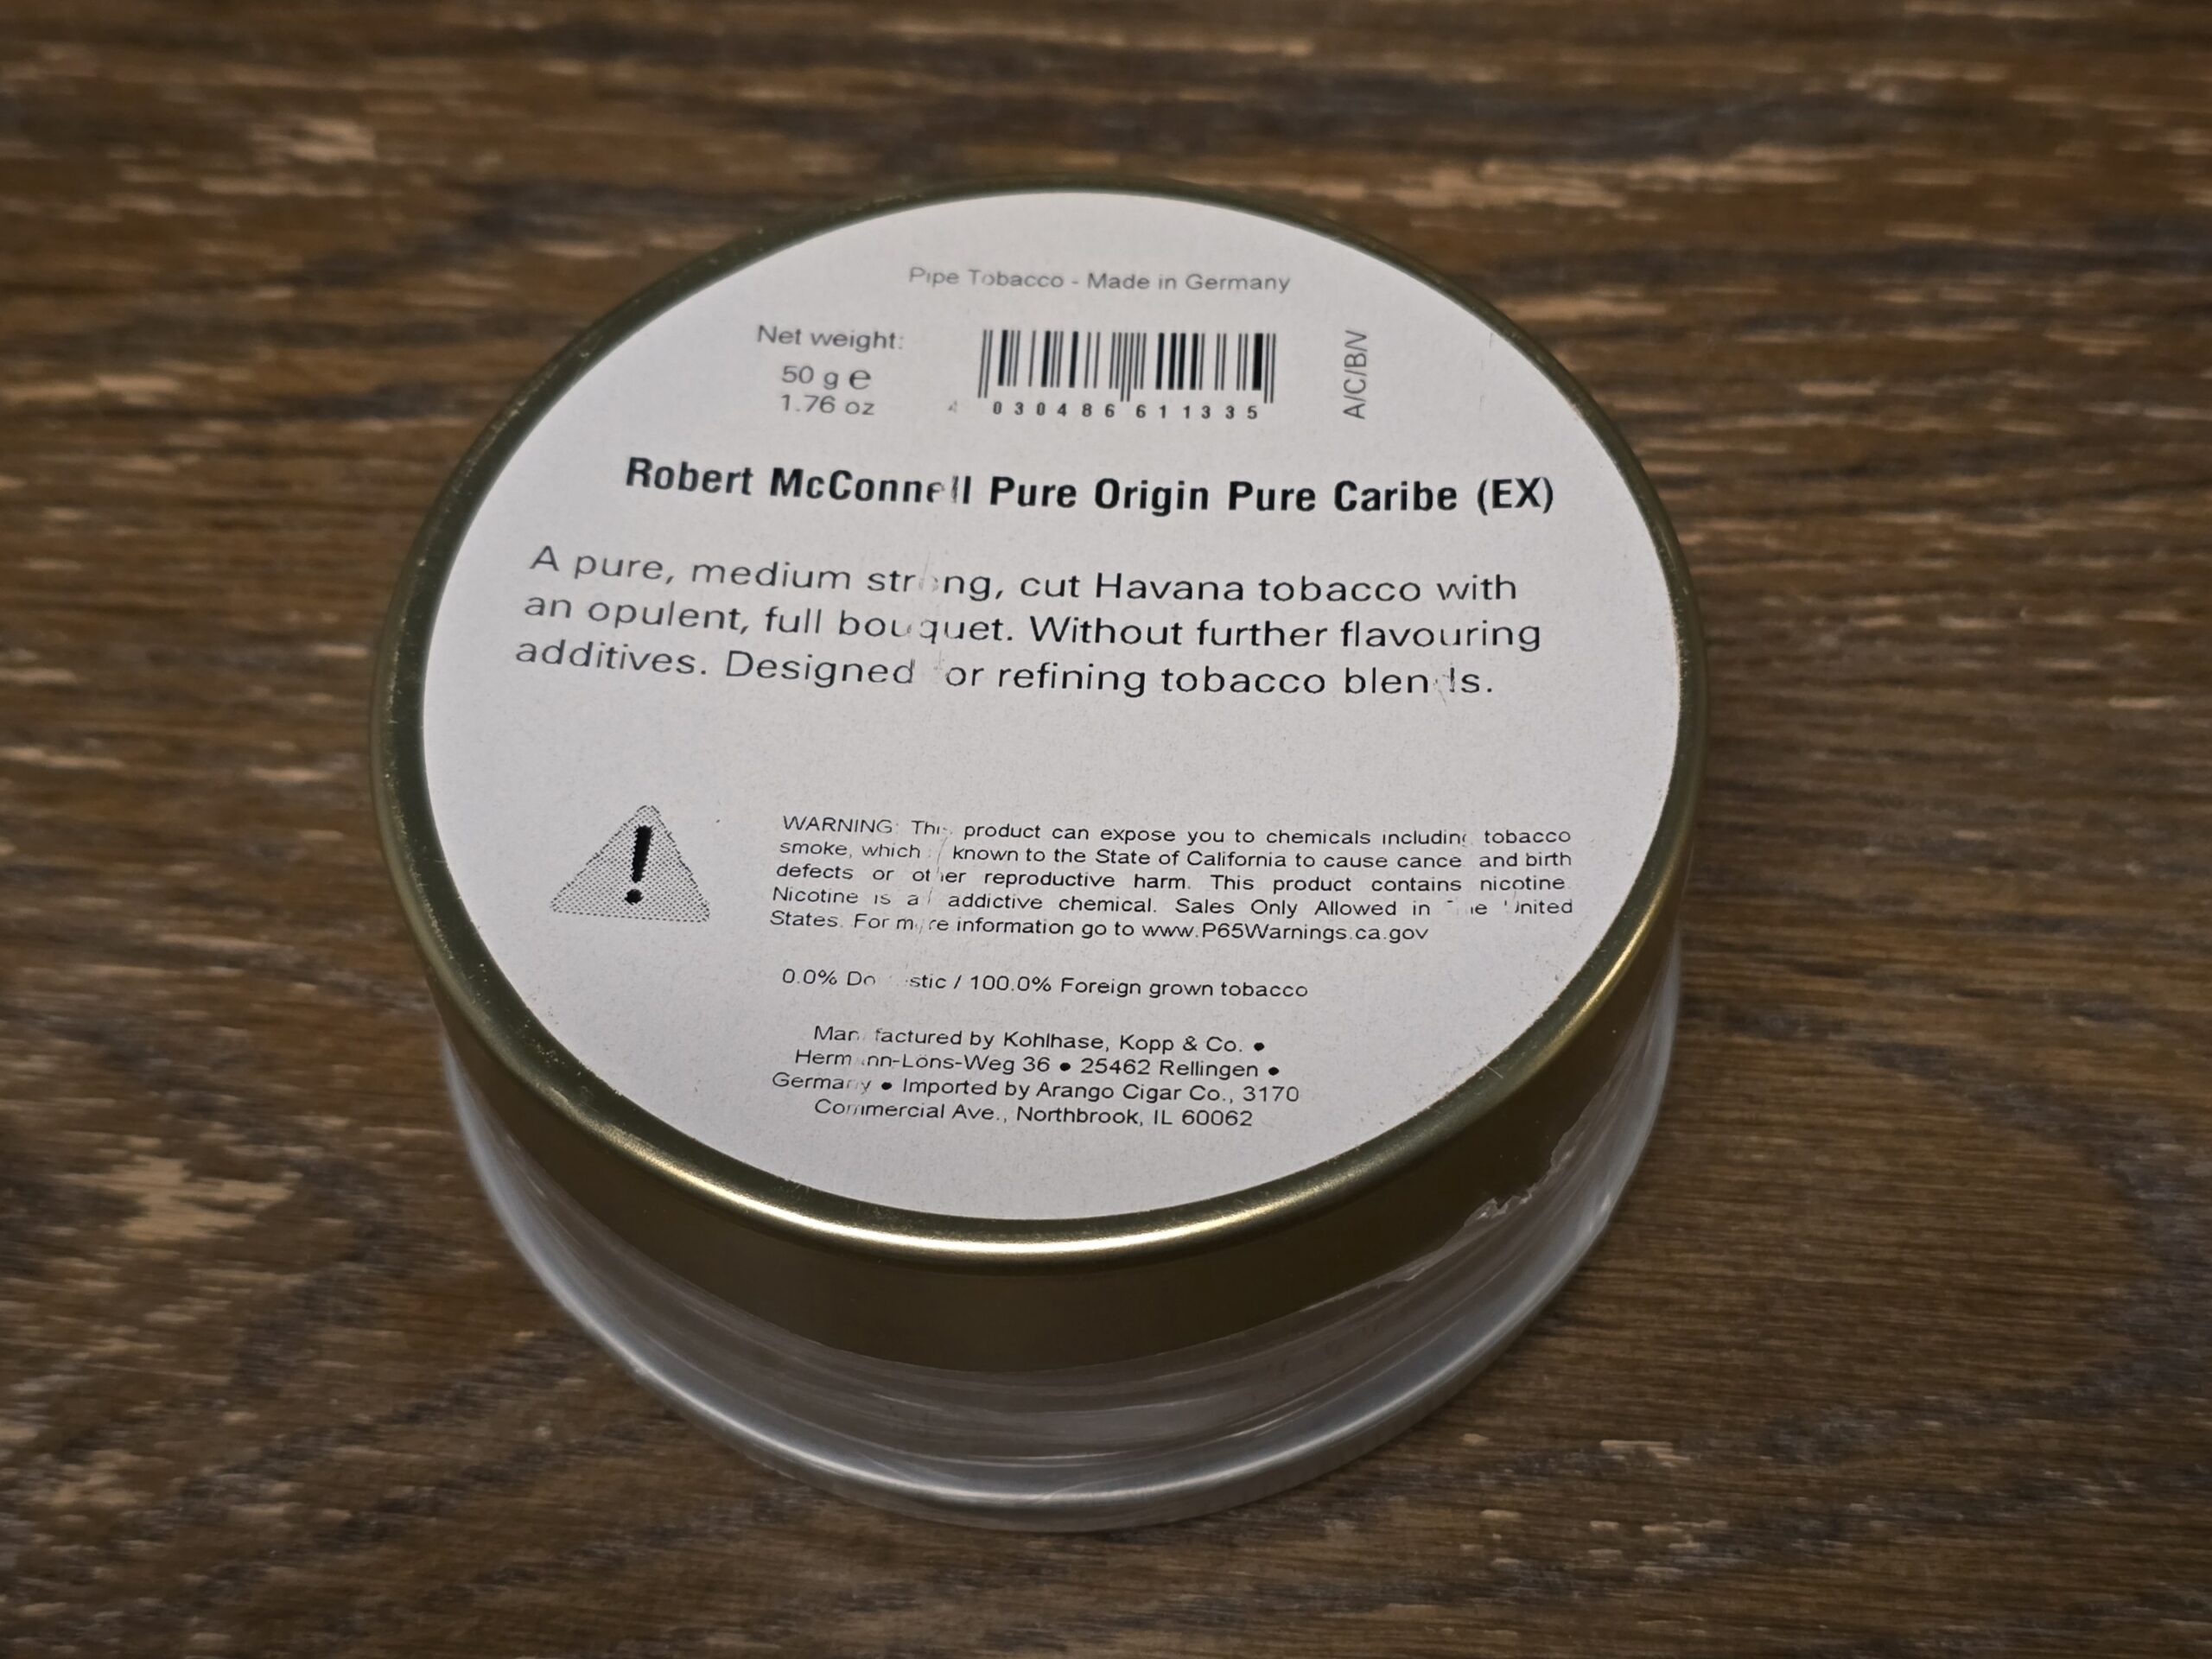 Pipe Tobacco - Made in Germany
Net weight:
50 g e
1.76 oz
4 030486 611335
A/C/B/V
Robert McConnell Pure Origin Pure Caribe (EX)
A pure, medium strong, cut Havana tobacco with
an opulent, full bouquet. Without further flavouring
additives. Designed for refining tobacco blends.
WARNING: This product can expose you to chemicals including tobacco
smoke, which is known to the State of California to cause cancer and birth
defects or other reproductive harm. This product contains nicotine.
Nicotine is an addictive chemical. Sales Only Allowed in The United
States. For more information go to www.P65Warnings.ca.gov
0.0% Domestic / 100.0% Foreign grown tobacco
Manufactured by Kohlhase, Kopp & Co. •
Hermann-Löns-Weg 36 • 25462 Rellingen •
Germany • Imported by Arango Cigar Co., 3170
Commercial Ave., Northbrook, IL 60062